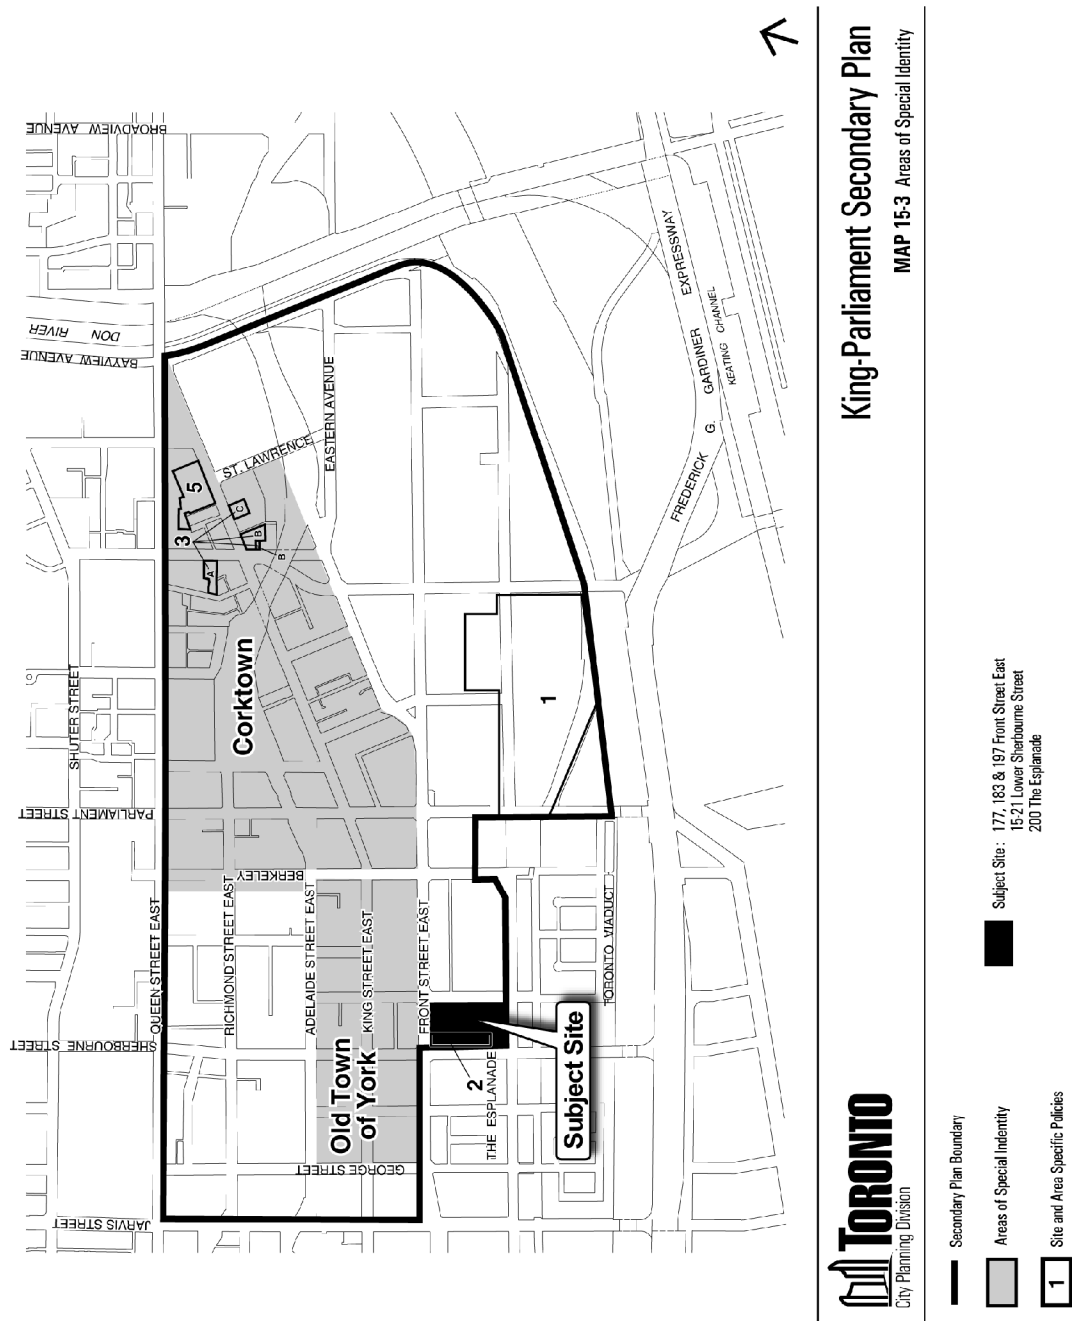 BROADVIEW AVENUE
DON RIVER
BAYVIEW AVENUE
ST. LAWRENCE
EASTERN AVENUE
FREDERICK G. GARDINER EXPRESSWAY
KEATING CHANNEL
5
3
A
B
B
C
Corktown
1
SHUTER STREET
PARLIAMENT STREET
BERKELEY
QUEEN STREET EAST
RICHMOND STREET EAST
ADELAIDE STREET EAST
KING STREET EAST
FRONT STREET EAST
TORONTO VIADUCT
SHERBOURNE STREET
Old Town
of York
2
THE ESPLANADE
Subject Site
GEORGE STREET
JARVIS STREET
TORONTO
City Planning Division
King-Parliament Secondary Plan
MAP 15-3 Areas of Special Identity
Secondary Plan Boundary
Areas of Special Indentity
1 Site and Area Specific Policies
Subject Site: 177, 183 & 197 Front Street East
15-21 Lower Sherbourne Street
200 The Esplanade